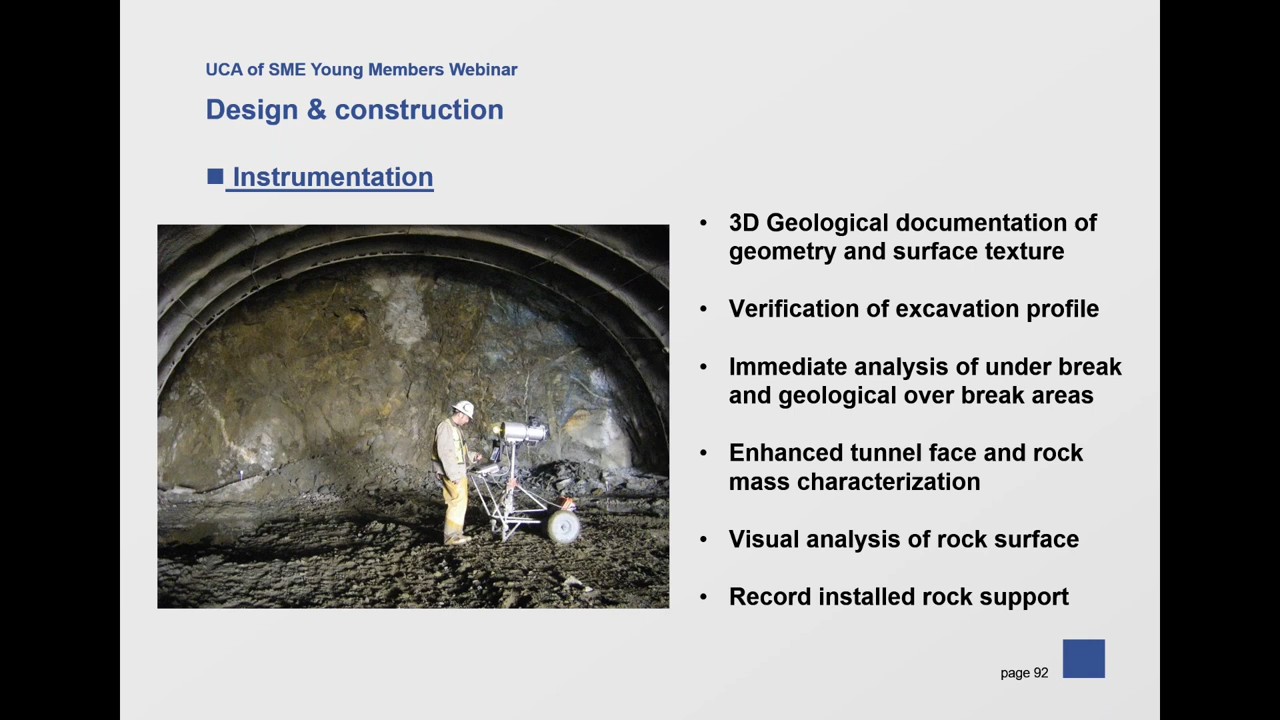 UCA of SME Young Members Webinar
Design & construction
Instrumentation
• 3D Geological documentation of
geometry and surface texture
• Verification of excavation profile
• Immediate analysis of under break
and geological over break areas
• Enhanced tunnel face and rock
mass characterization
• Visual analysis of rock surface
• Record installed rock support
page 92